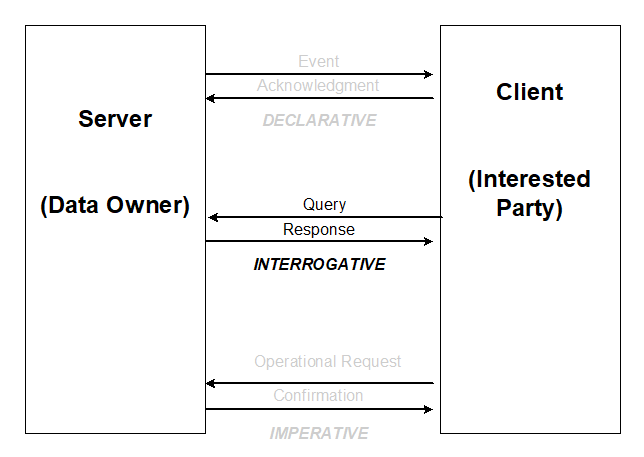 Server
(Data Owner)
Event
Acknowledgment
DECLARATIVE
Query
Response
INTERROGATIVE
Operational Request
Confirmation
IMPERATIVE
Client
(Interested
Party)